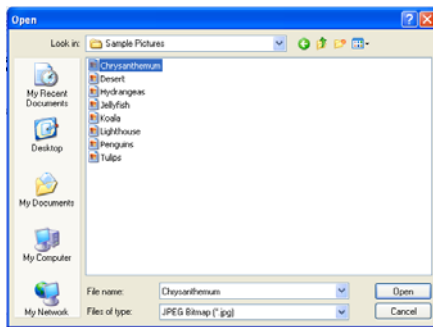 Open
Look in: Sample Pictures
My Recent
Documents
Desktop
My Documents
My Computer
My Network
Chrysanthemum
Desert
Hydrangeas
Jellyfish
Koala
Lighthouse
Penguins
Tulips
File name: Chrysanthemum Open
Files of type: JPEG Bitmap (*.jpg) Cancel